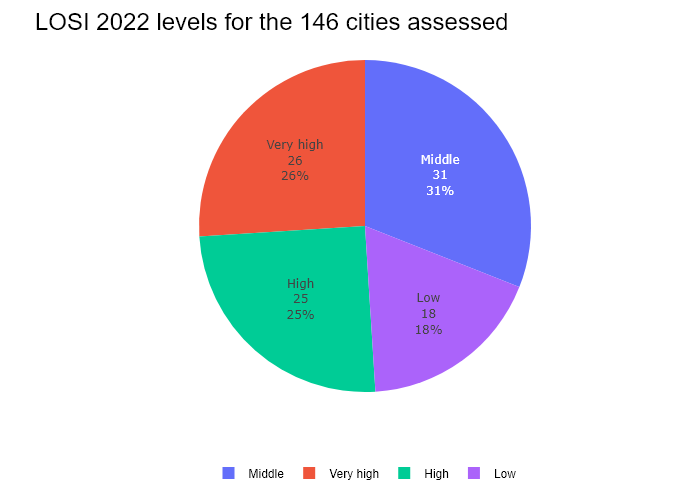 LOSI 2022 levels for the 146 cities assessed
Very high
26
26%
Middle
31
31%
High
25
25%
Low
18
18%
Middle
Very high
High
Low